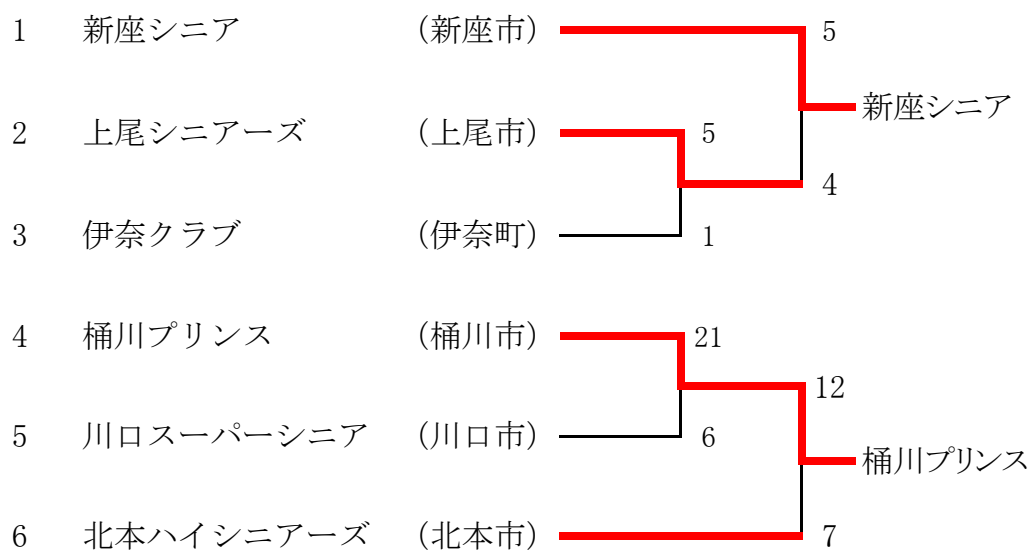 1 新座シニア (新座市) 5
新座シニア
2 上尾シニアーズ (上尾市) 5
4
3 伊奈クラブ (伊奈町) 1
4 桶川プリンス (桶川市) 21
12
5 川口スーパーシニア (川口市) 6
桶川プリンス
6 北本ハイシニアーズ (北本市) 7